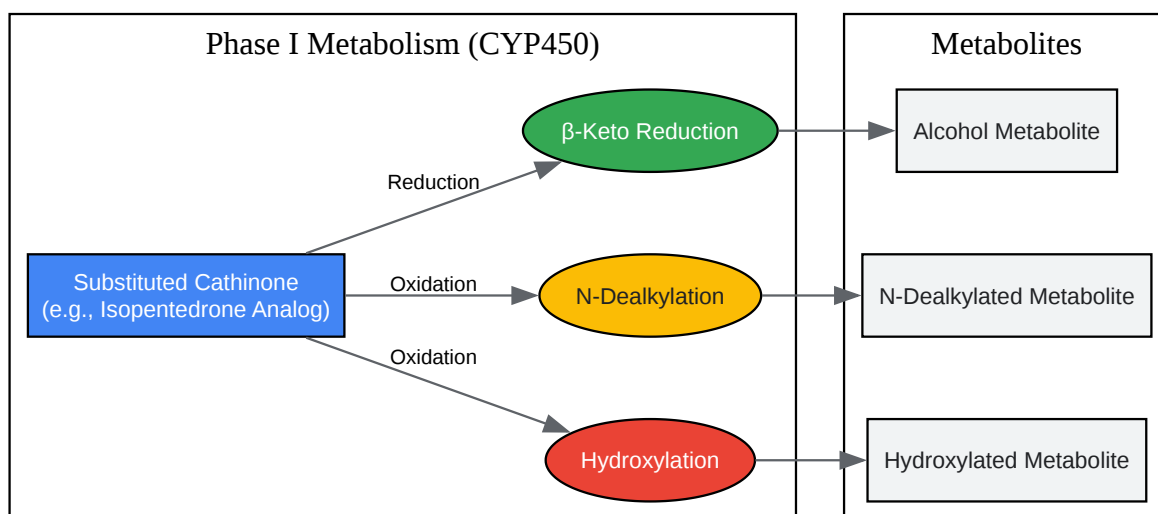 Phase I Metabolism (CYP450)
Metabolites
β-Keto Reduction
Alcohol Metabolite
Reduction
Substituted Cathinone
(e.g., Isopentedrone Analog)
Oxidation
N-Dealkylation
N-Dealkylated Metabolite
Oxidation
Hydroxylation
Hydroxylated Metabolite